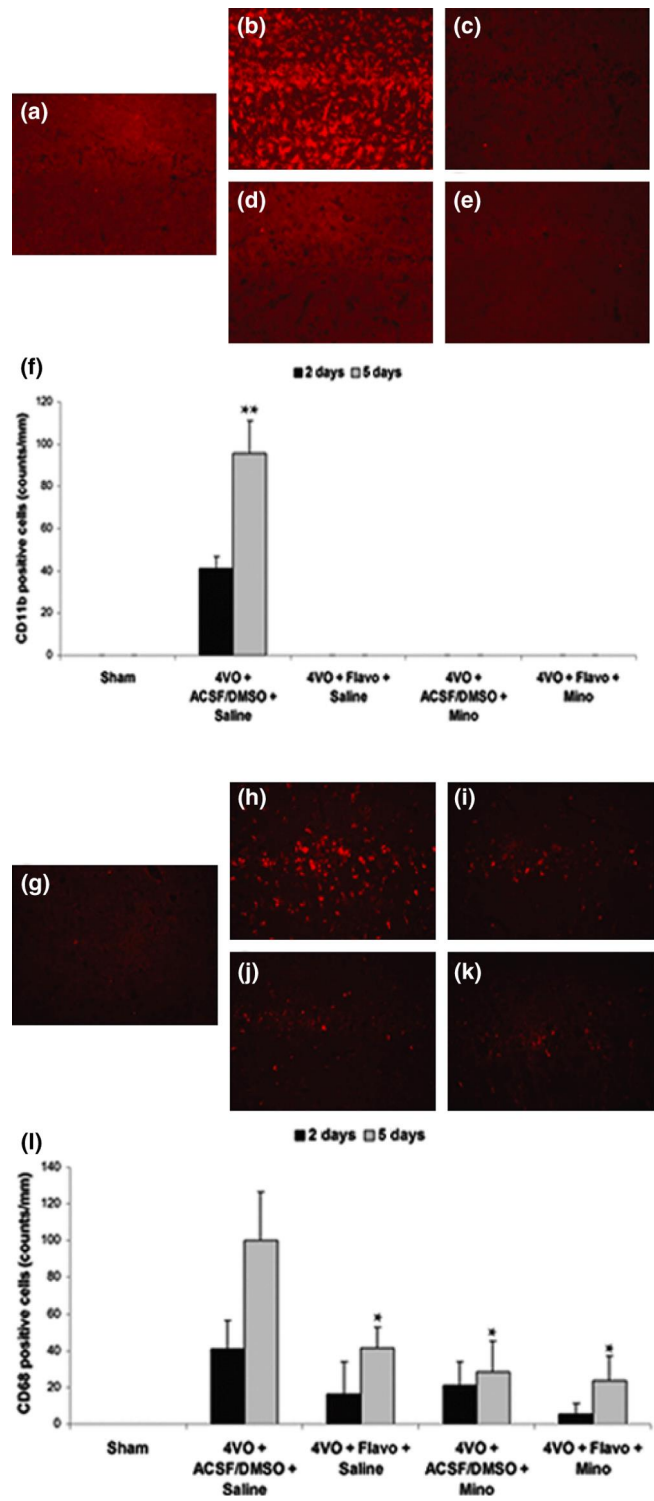 (b)
(c)
(a)
(d)
(e)
(f)
2 days 5 days
120
100
80
60
40
20
0
CD11b positive cells (counts/mm)
**
Sham
4VO +
ACSF/DMSO +
Saline
4VO + Flavo +
Saline
4VO +
ACSF/DMSO +
Mino
4VO + Flavo +
Mino
(h)
(i)
(g)
(j)
(k)
2 days 5 days
(l)
140
120
100
80
60
40
20
0
CD68 positive cells (counts/mm)
*
*
*
Sham
4VO +
ACSF/DMSO +
Saline
4VO + Flavo +
Saline
4VO +
ACSF/DMSO +
Mino
4VO + Flavo +
Mino